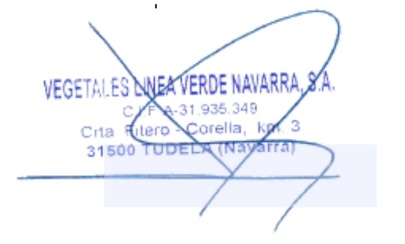 VEGETALES LINEA VERDE NAVARRA, S.A.
C.I.F. A-31.935.349
Crta Fitero - Corella, km. 3
31500 TUDELA (Navarra)